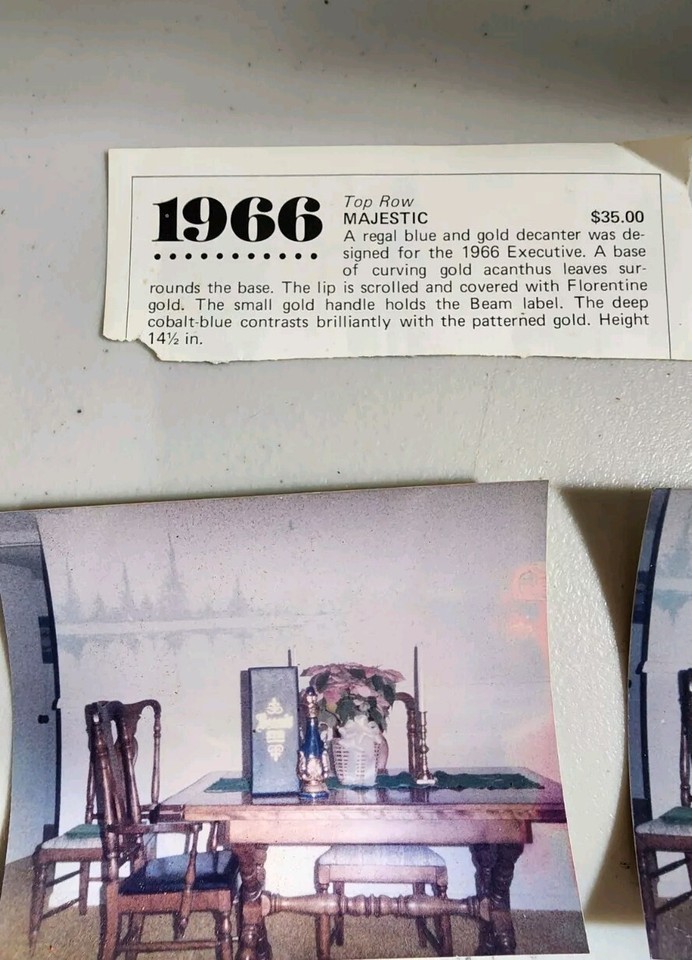 1966
Top Row
MAJESTIC $35.00
A regal blue and gold decanter was de-
signed for the 1966 Executive. A base
of curving gold acanthus leaves sur-
rounds the base. The lip is scrolled and covered with Florentine
gold. The small gold handle holds the Beam label. The deep
cobalt-blue contrasts brilliantly with the patterned gold. Height
14½ in.